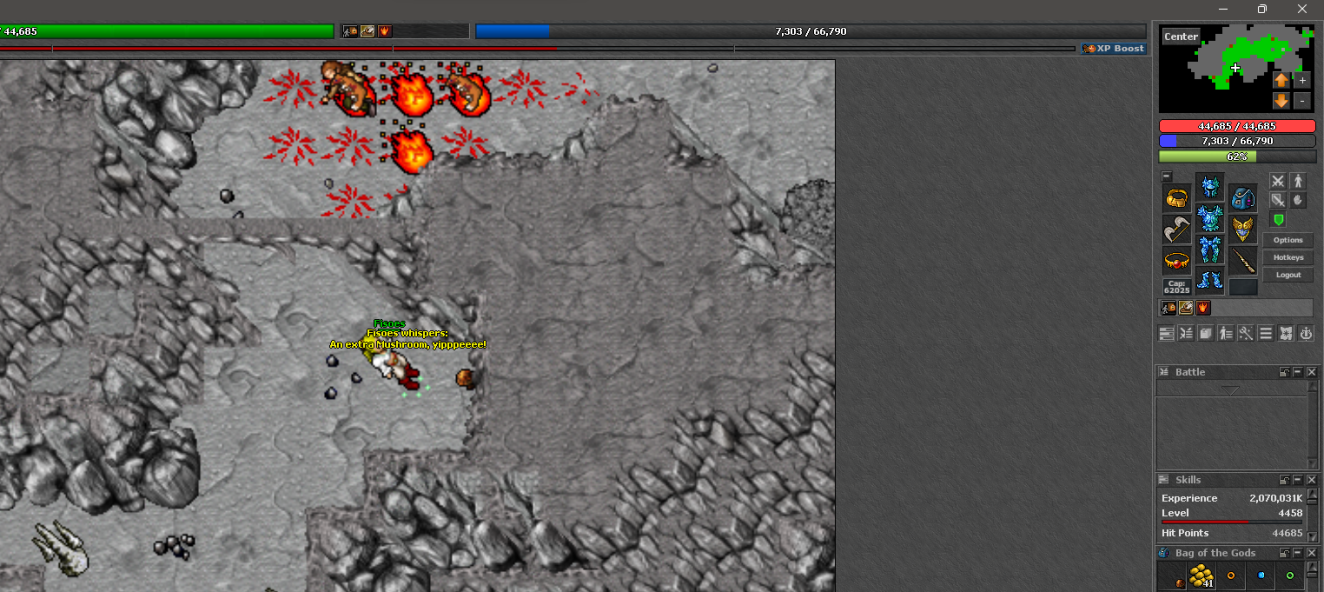 / 44,685
7,303 / 66,790
XP Boost
Center
+
-
44,685 / 44,685
7,303 / 66,790
62%
Options
Hotkeys
Logout
Cap:
62025
Fisoes
Fisoes whispers:
An extra Mushroom, yipppeeee!
Battle
Skills
Experience 2,070,031K
Level 4458
Hit Points 44685
Bag of the Gods
41